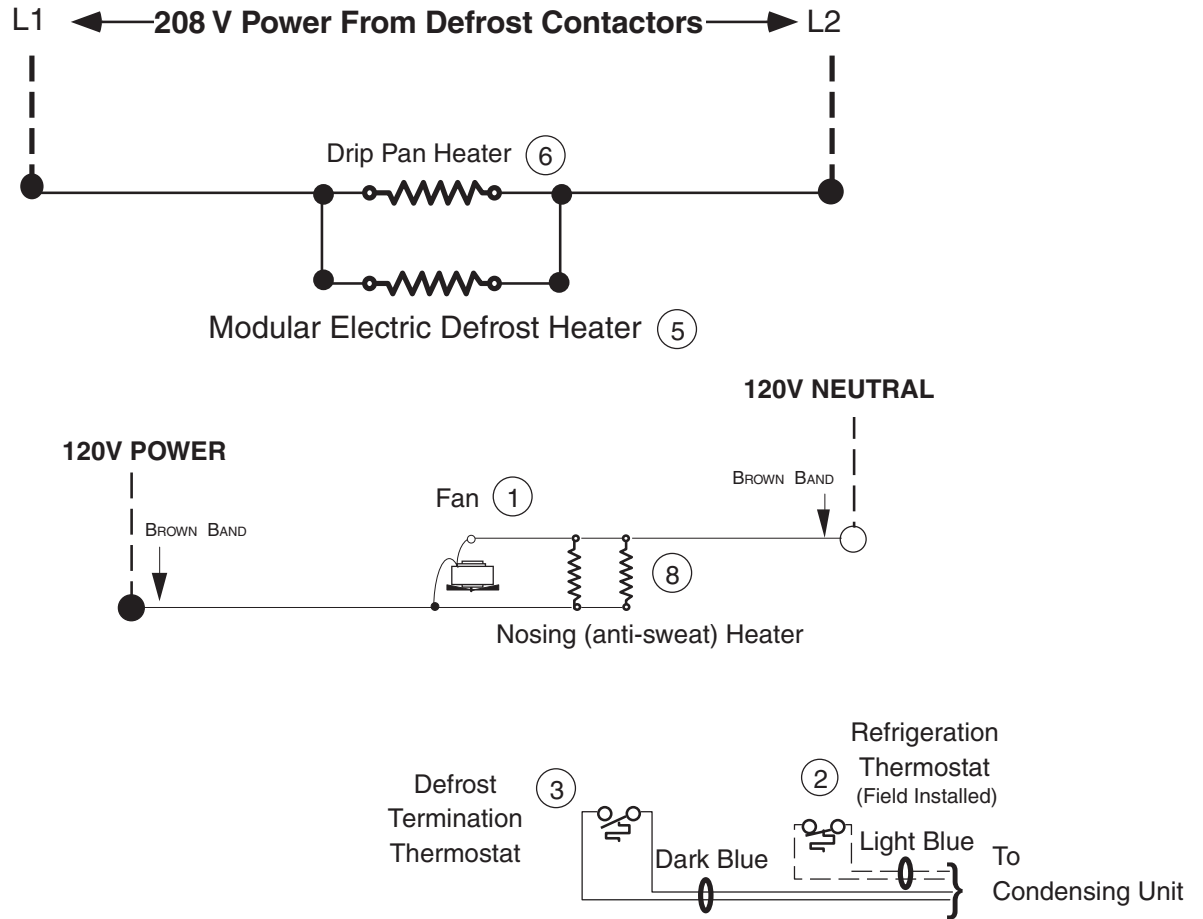 L1 208 V Power From Defrost Contactors L2
Drip Pan Heater 6
Modular Electric Defrost Heater 5
120V NEUTRAL
120V POWER
BROWN BAND
Fan 1
BROWN BAND
8
Nosing (anti-sweat) Heater
Refrigeration
Thermostat
(Field Installed)
2
Defrost
Termination
Thermostat
3
Dark Blue
Light Blue
To
Condensing Unit